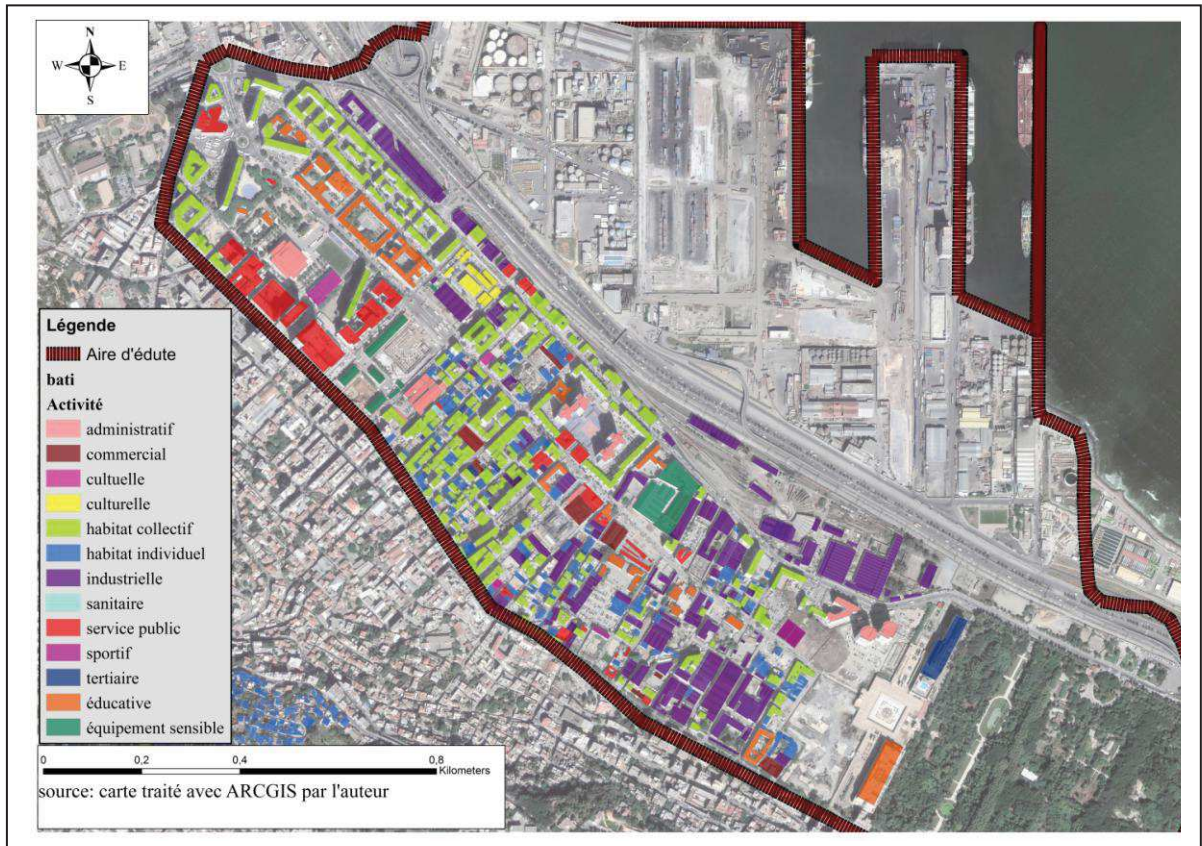 N
W E
S
Légende
Aire d'édute
bati
Activité
administratif
commercial
cultuelle
culturelle
habitat collectif
habitat individuel
industrielle
sanitaire
service public
sportif
tertiaire
éducative
équipement sensible
0 0,2 0,4 0,8
Kilometers
source: carte traité avec ARCGIS par l'auteur